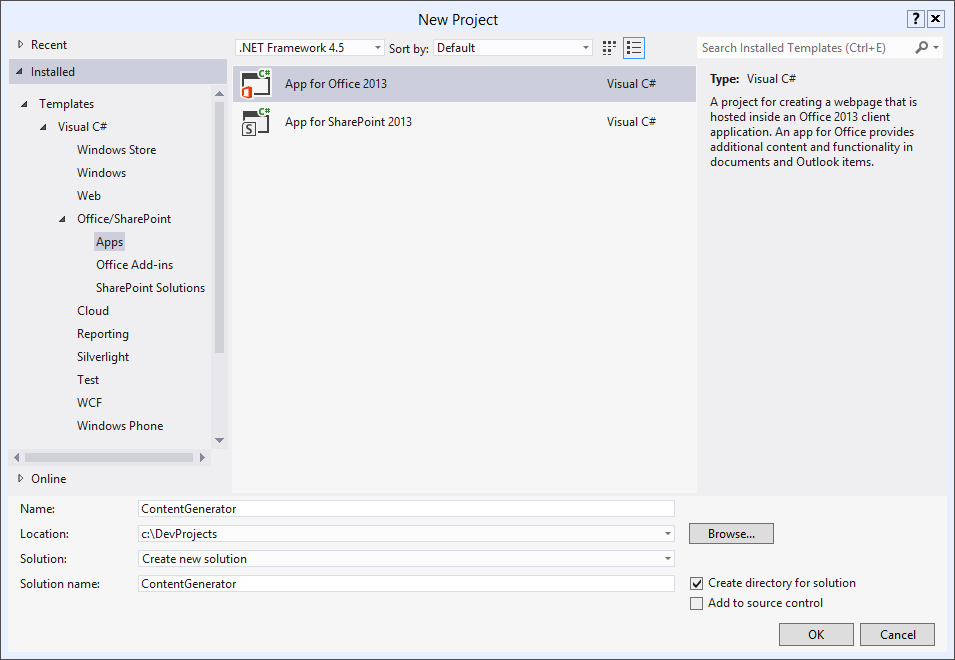 New Project
? ✕
Recent
Installed
Templates
Visual C#
Windows Store
Windows
Web
Office/SharePoint
Apps
Office Add-ins
SharePoint Solutions
Cloud
Reporting
Silverlight
Test
WCF
Windows Phone
Online
.NET Framework 4.5 Sort by: Default
C# App for Office 2013 Visual C#
C# S App for SharePoint 2013 Visual C#
Search Installed Templates (Ctrl+E)
Type: Visual C#
A project for creating a webpage that is
hosted inside an Office 2013 client
application. An app for Office provides
additional content and functionality in
documents and Outlook items.
Name: ContentGenerator
Location: c:\DevProjects Browse...
Solution: Create new solution
Solution name: ContentGenerator
Create directory for solution
Add to source control
OK Cancel